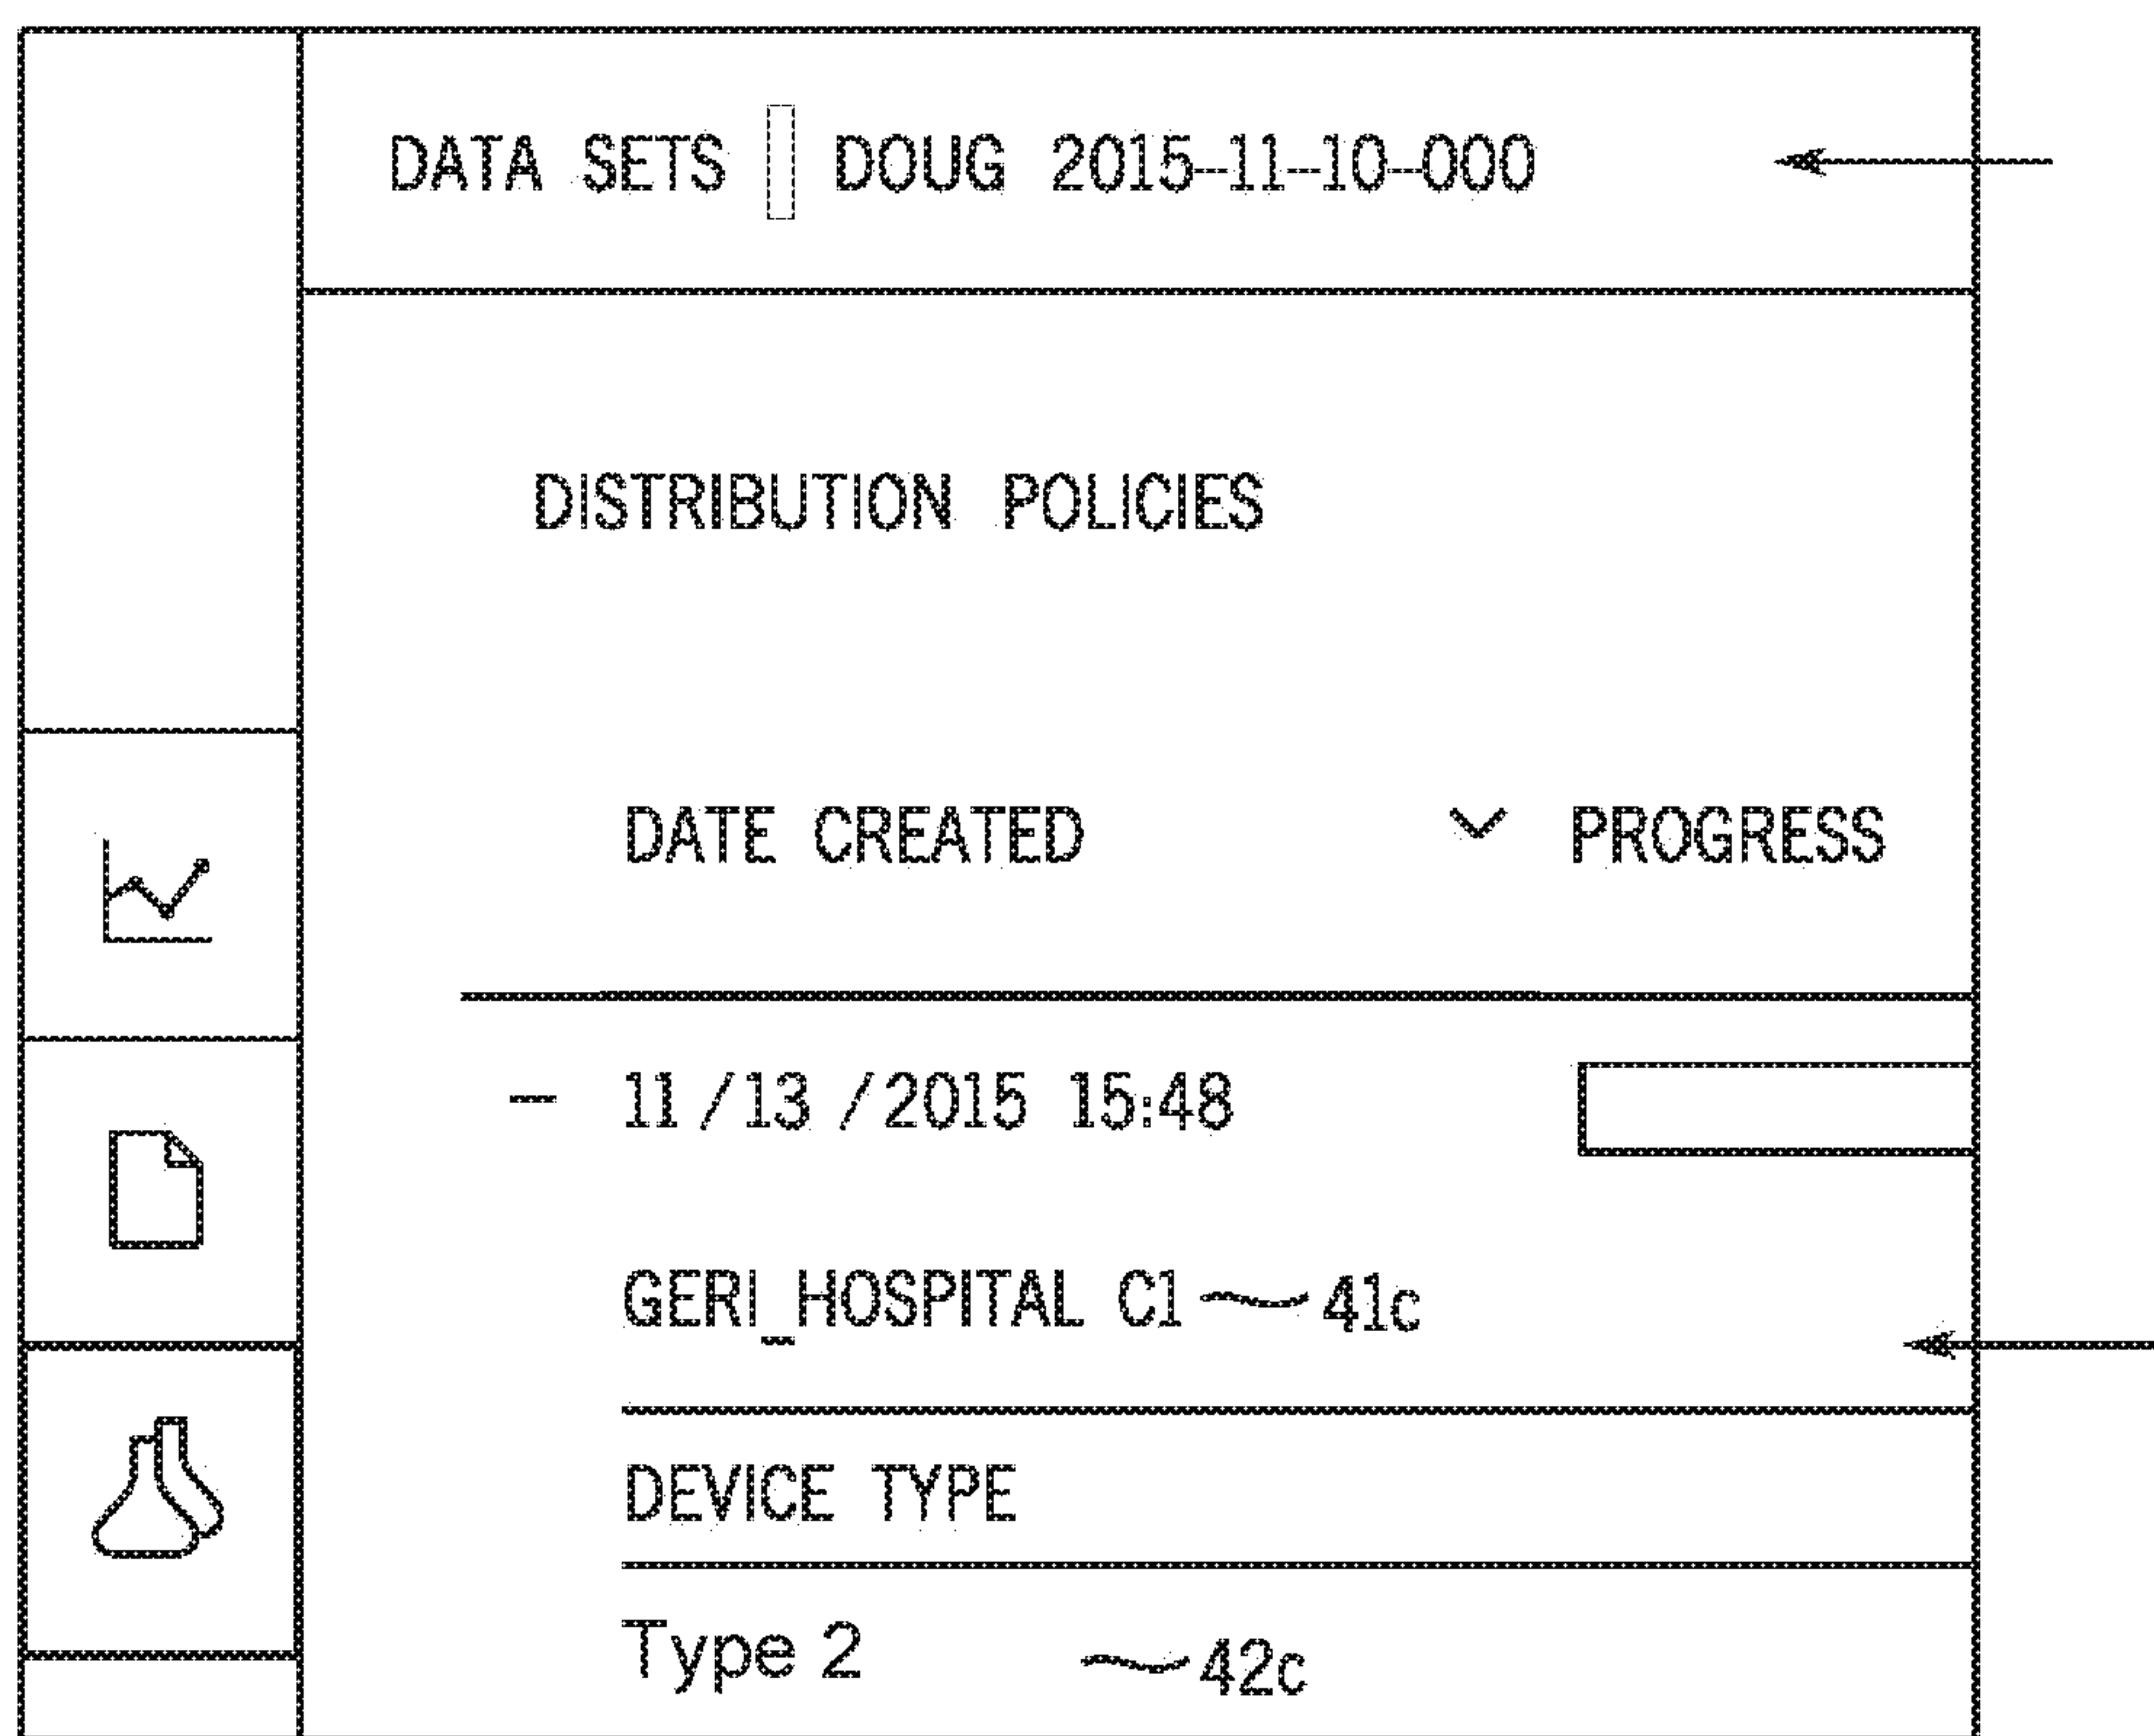 DATA SETS DOUG 2015-11-10-000
DISTRIBUTION POLICIES
DATE CREATED PROGRESS
- 11/13/2015 15:48
GERI_HOSPITAL C1 41c
DEVICE TYPE
Type 2 42c